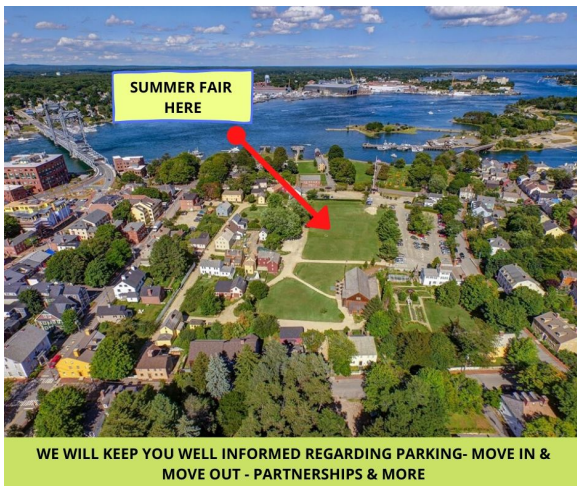 SUMMER FAIR
HERE
WE WILL KEEP YOU WELL INFORMED REGARDING PARKING- MOVE IN &
MOVE OUT - PARTNERSHIPS & MORE